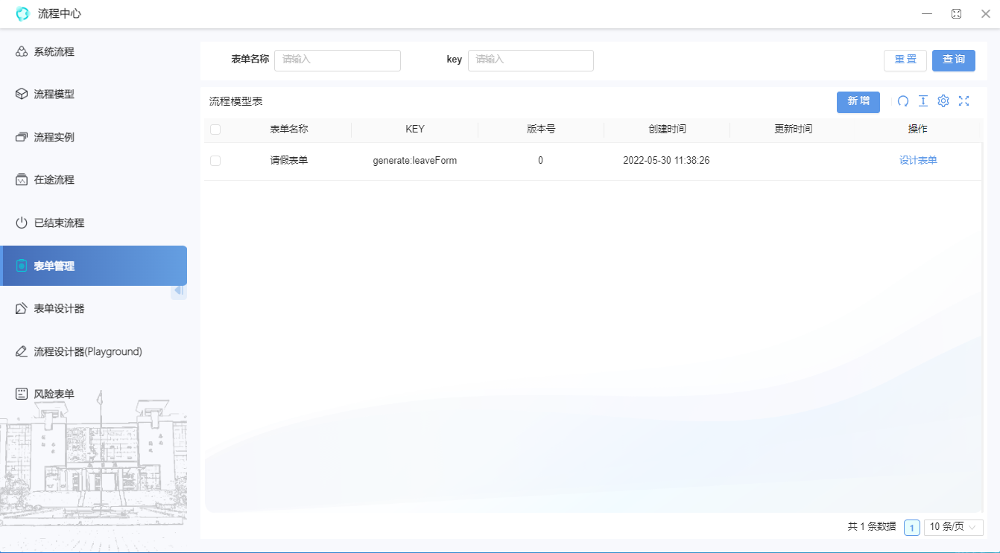 流程中心
系统流程
流程模型
流程实例
在途流程
已结束流程
表单管理
表单设计器
流程设计器(Playground)
风险表单
表单名称 请输入 key 请输入 重置 查询
流程模型表 新增
表单名称 KEY 版本号 创建时间 更新时间 操作
请假表单 generate:leaveForm 0 2022-05-30 11:38:26 设计表单
共 1 条数据 1 10 条/页